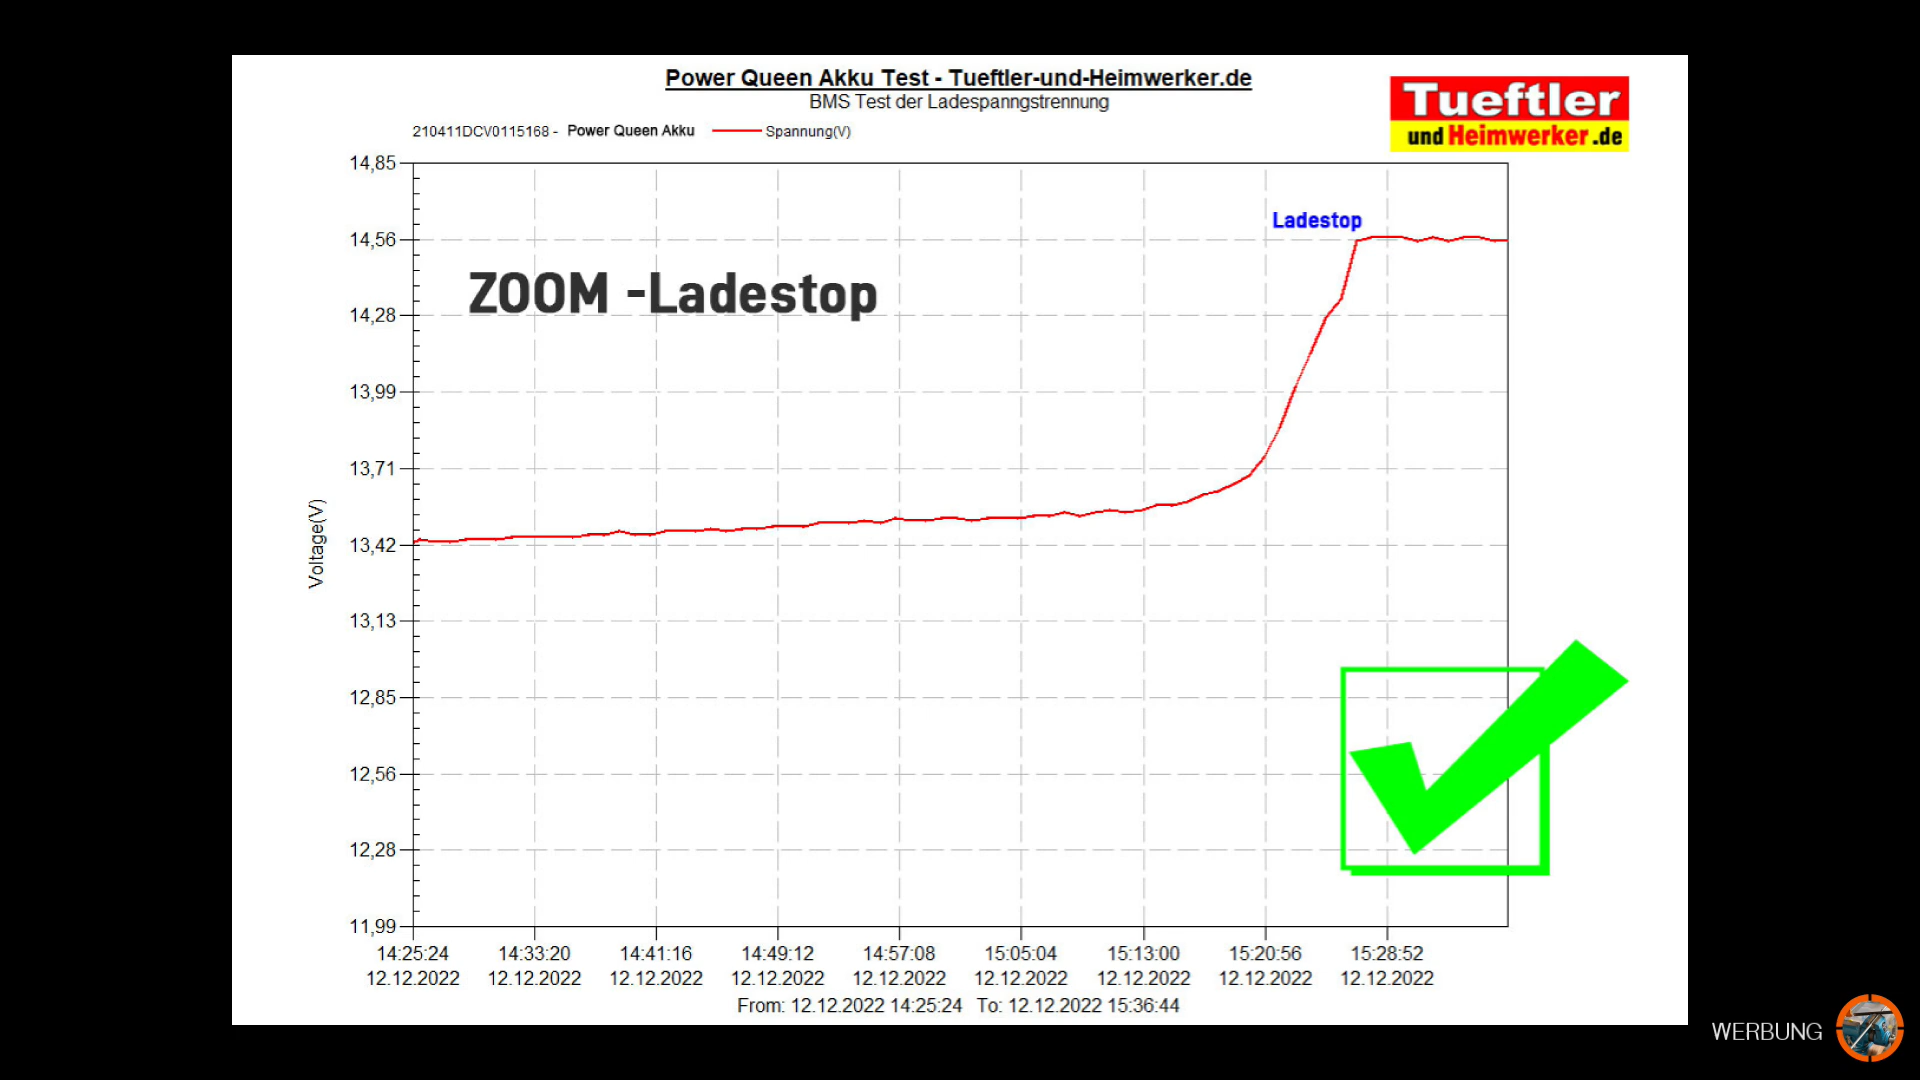 Power Queen Akku Test - Tueftler-und-Heimwerker.de
BMS Test der Ladespanngstrennung
Tueftler
und Heimwerker.de
210411DCV0115168 - Power Queen Akku Spannung(V)
14,85
Ladestop
14,56
ZOOM -Ladestop
14,28
13,99
13,71
Voltage(V)
13,42
13,13
12,85
12,56
12,28
11,99
14:25:24 14:33:20 14:41:16 14:49:12 14:57:08 15:05:04 15:13:00 15:20:56 15:28:52
12.12.2022 12.12.2022 12.12.2022 12.12.2022 12.12.2022 12.12.2022 12.12.2022 12.12.2022 12.12.2022
From: 12.12.2022 14:25:24 To: 12.12.2022 15:36:44
WERBUNG